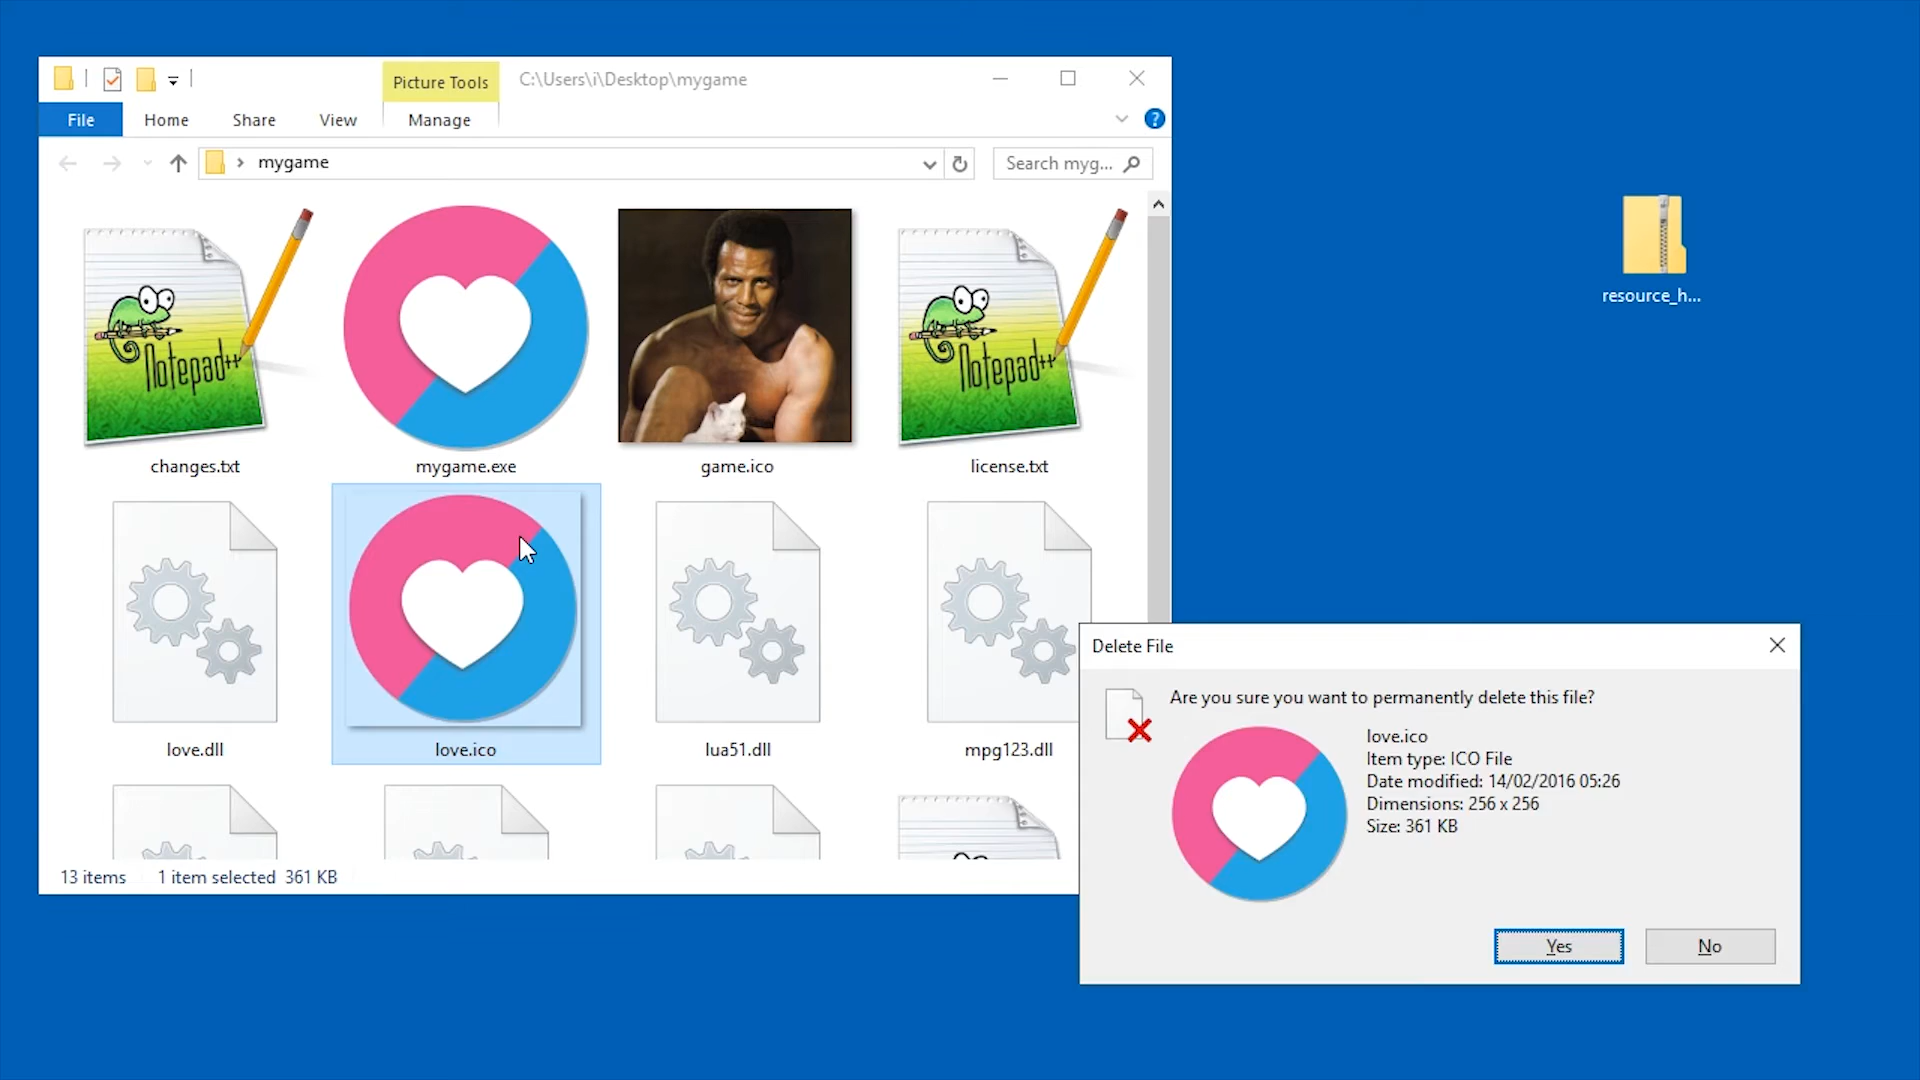 Picture Tools
C:\Users\i\Desktop\mygame
File
Home
Share
View
Manage
?
mygame
Search myg...
Notepad++
Notepad++
changes.txt
mygame.exe
game.ico
license.txt
love.dll
love.ico
lua51.dll
mpg123.dll
13 items
1 item selected 361 KB
resource_h...
Delete File
Are you sure you want to permanently delete this file?
love.ico
Item type: ICO File
Date modified: 14/02/2016 05:26
Dimensions: 256 x 256
Size: 361 KB
Yes
No